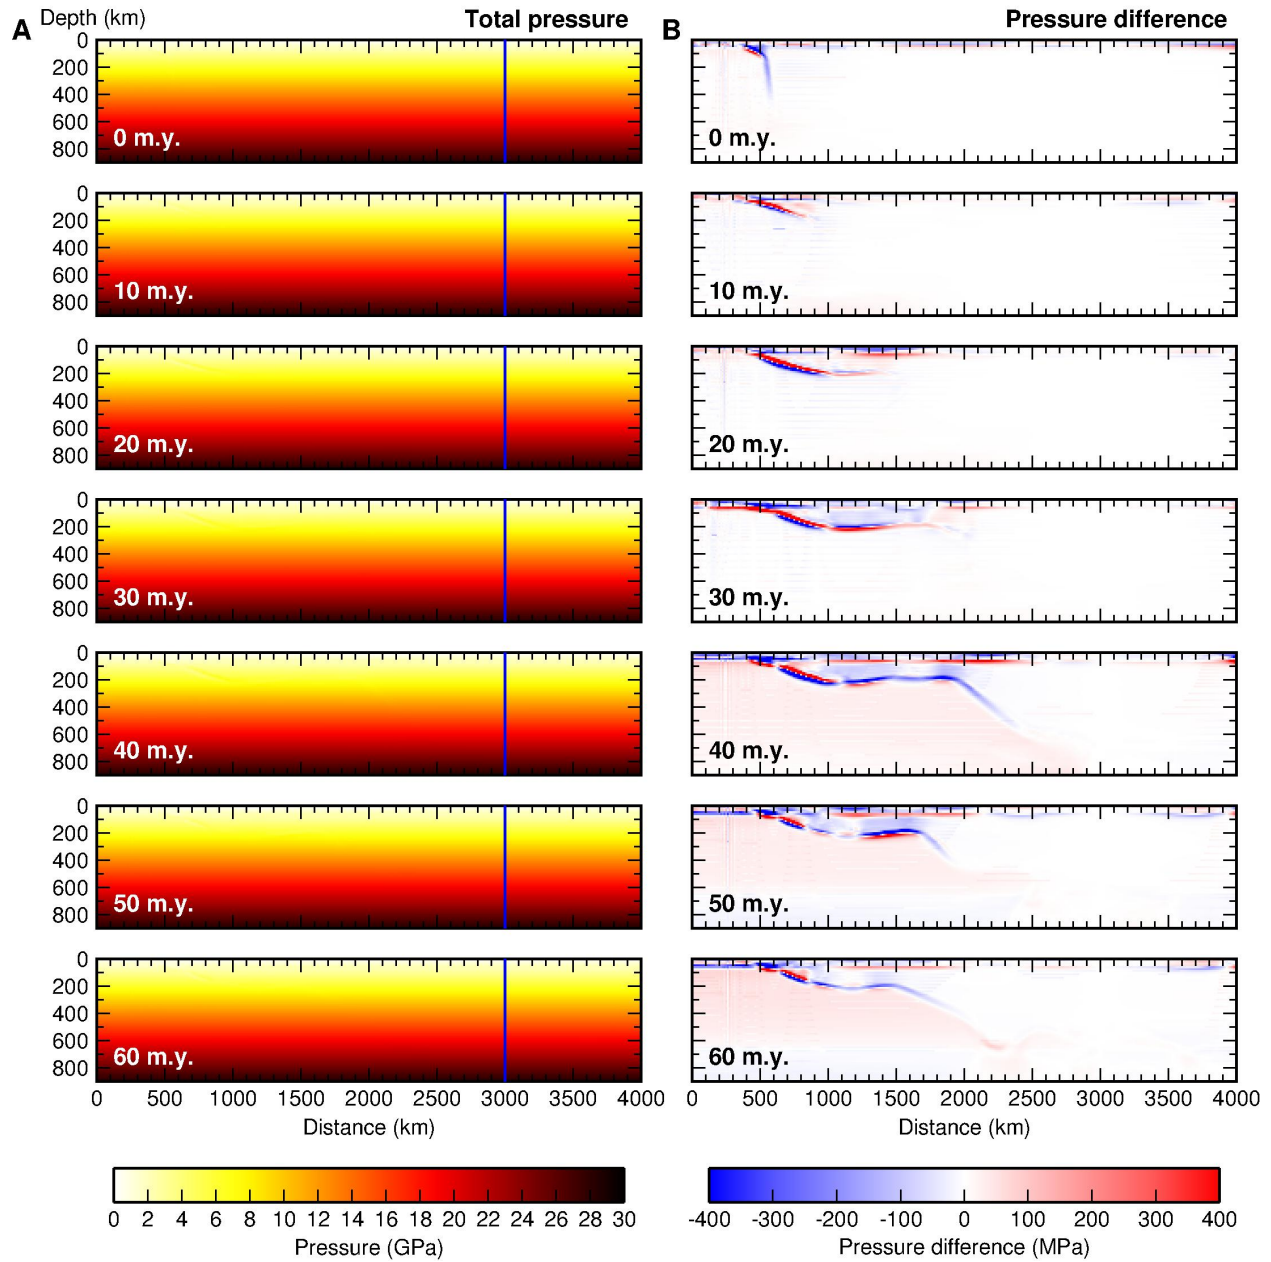 A Depth (km) Total pressure
0
200
400
600
800
0 m.y.
0
200
400
600
800
10 m.y.
0
200
400
600
800
20 m.y.
0
200
400
600
800
30 m.y.
0
200
400
600
800
40 m.y.
0
200
400
600
800
50 m.y.
0
200
400
600
800
60 m.y.
0 500 1000 1500 2000 2500 3000 3500 4000
Distance (km)
0 2 4 6 8 10 12 14 16 18 20 22 24 26 28 30
Pressure (GPa)
B Pressure difference
0 m.y.
10 m.y.
20 m.y.
30 m.y.
40 m.y.
50 m.y.
60 m.y.
0 500 1000 1500 2000 2500 3000 3500 4000
Distance (km)
-400 -300 -200 -100 0 100 200 300 400
Pressure difference (MPa)